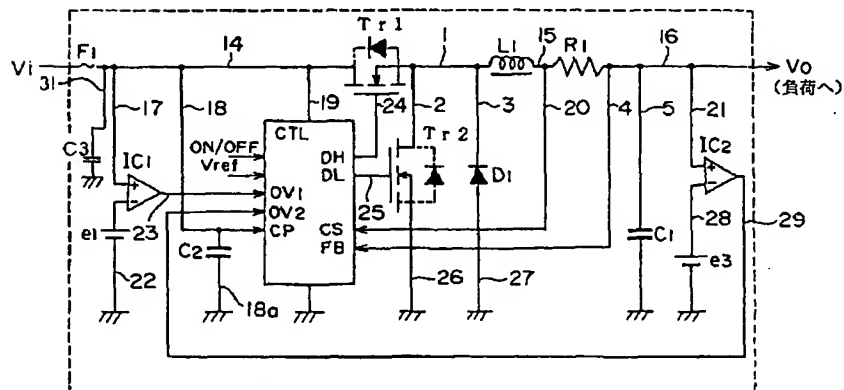 Tr1
F1
14
1
L1
15
R1
16
Vi
Vo
(負荷へ)
31
17
18
19
24
2
3
20
4
5
21
C3
IC1
ON/OFF
Vref
CTL
DH
DL
OV1
OV2
CP
CS
FB
Tr2
25
D1
IC2
e1
23
C2
22
18a
26
27
C1
28
e3
29